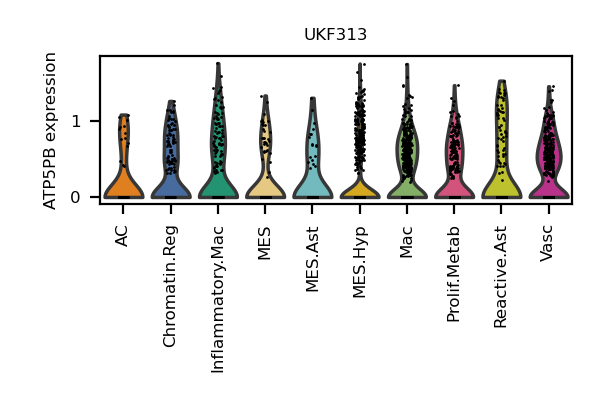 UKF313
ATP5PB expression
1
0
AC
Chromatin.Reg
Inflammatory.Mac
MES
MES.Ast
MES.Hyp
Mac
Prolif.Metab
Reactive.Ast
Vasc